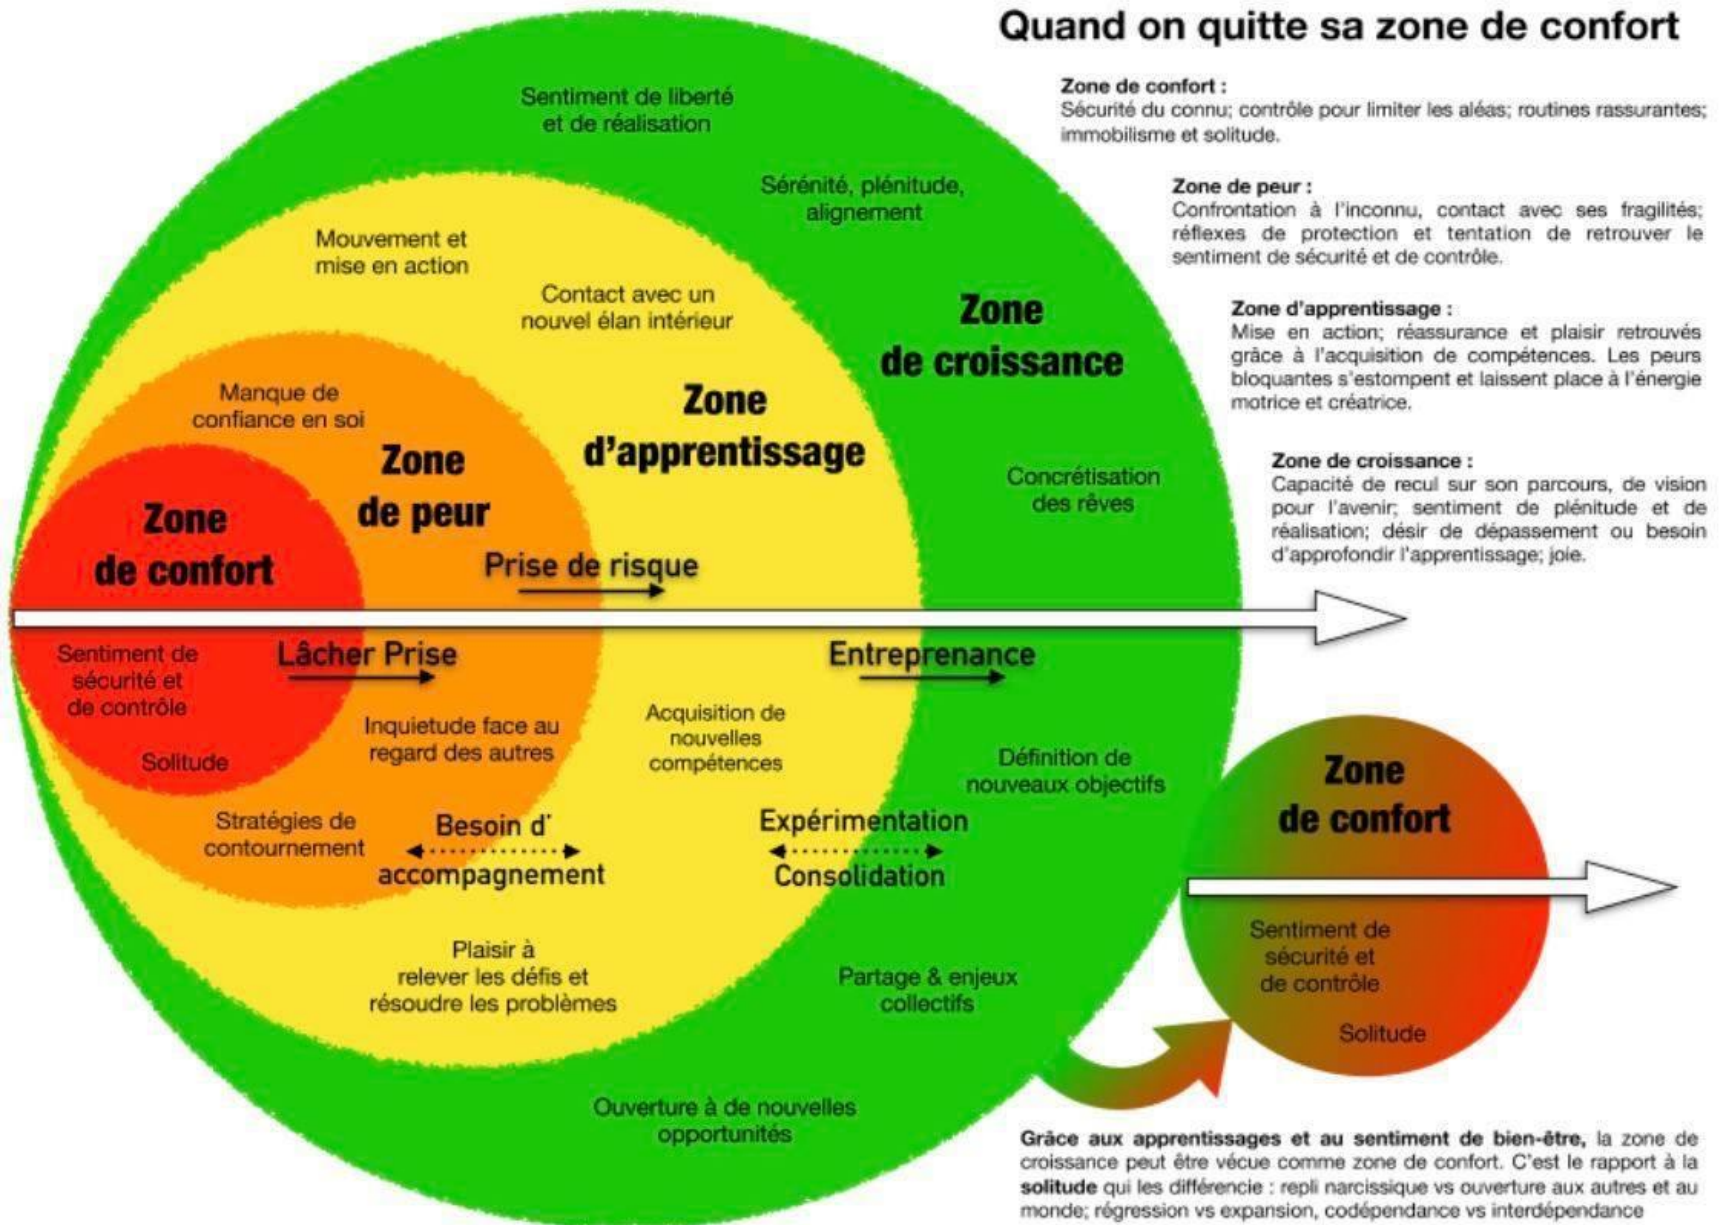 Quand on quitte sa zone de confort
Zone de confort :
Sécurité du connu; contrôle pour limiter les aléas; routines rassurantes;
immobilisme et solitude.
Zone de peur :
Confrontation à l'inconnu, contact avec ses fragilités;
réflexes de protection et tentation de retrouver le
sentiment de sécurité et de contrôle.
Zone d'apprentissage :
Mise en action; réassurance et plaisir retrouvés
grâce à l'acquisition de compétences. Les peurs
bloquantes s'estompent et laissent place à l'énergie
motrice et créatrice.
Zone de croissance :
Capacité de recul sur son parcours, de vision
pour l'avenir; sentiment de plénitude et de
réalisation; désir de dépassement ou besoin
d'approfondir l'apprentissage; joie.
Sentiment de liberté
et de réalisation
Sérénité, plénitude,
alignement
Mouvement et
mise en action
Contact avec un
nouvel élan intérieur
Zone
de croissance
Manque de
confiance en soi
Zone
d'apprentissage
Zone
de peur
Concrétisation
des rêves
Zone
de confort
Prise de risque
Sentiment de
sécurité et
de contrôle
Lâcher Prise
Entreprenance
Solitude
Inquietude face au
regard des autres
Acquisition de
nouvelles
compétences
Définition de
nouveaux objectifs
Stratégies de
contournement
Besoin d'
accompagnement
Expérimentation
Consolidation
Plaisir à
relever les défis et
résoudre les problèmes
Partage & enjeux
collectifs
Ouverture à de nouvelles
opportunités
Zone
de confort
Sentiment de
sécurité et
de contrôle
Solitude
Grâce aux apprentissages et au sentiment de bien-être, la zone de
croissance peut être vécue comme zone de confort. C'est le rapport à la
solitude qui les différencie : repli narcissique vs ouverture aux autres et au
monde; régression vs expansion, codépendance vs interdépendance